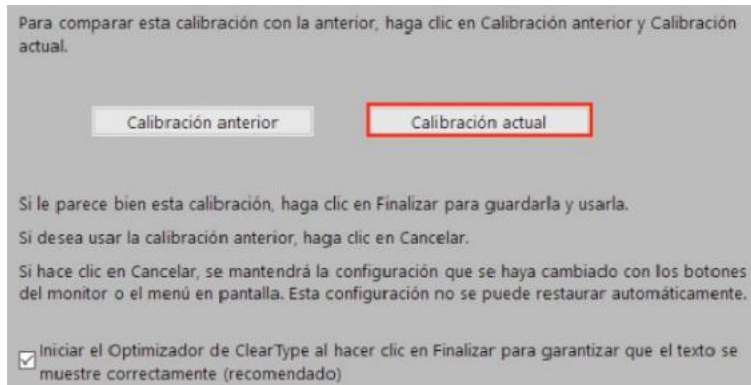 Para comparar esta calibración con la anterior, haga clic en Calibración anterior y Calibración
actual.
Calibración anterior
Calibración actual
Si le parece bien esta calibración, haga clic en Finalizar para guardarla y usarla.
Si desea usar la calibración anterior, haga clic en Cancelar.
Si hace clic en Cancelar, se mantendrá la configuración que se haya cambiado con los botones
del monitor o el menú en pantalla. Esta configuración no se puede restaurar automáticamente.
Iniciar el Optimizador de ClearType al hacer clic en Finalizar para garantizar que el texto se
muestre correctamente (recomendado)